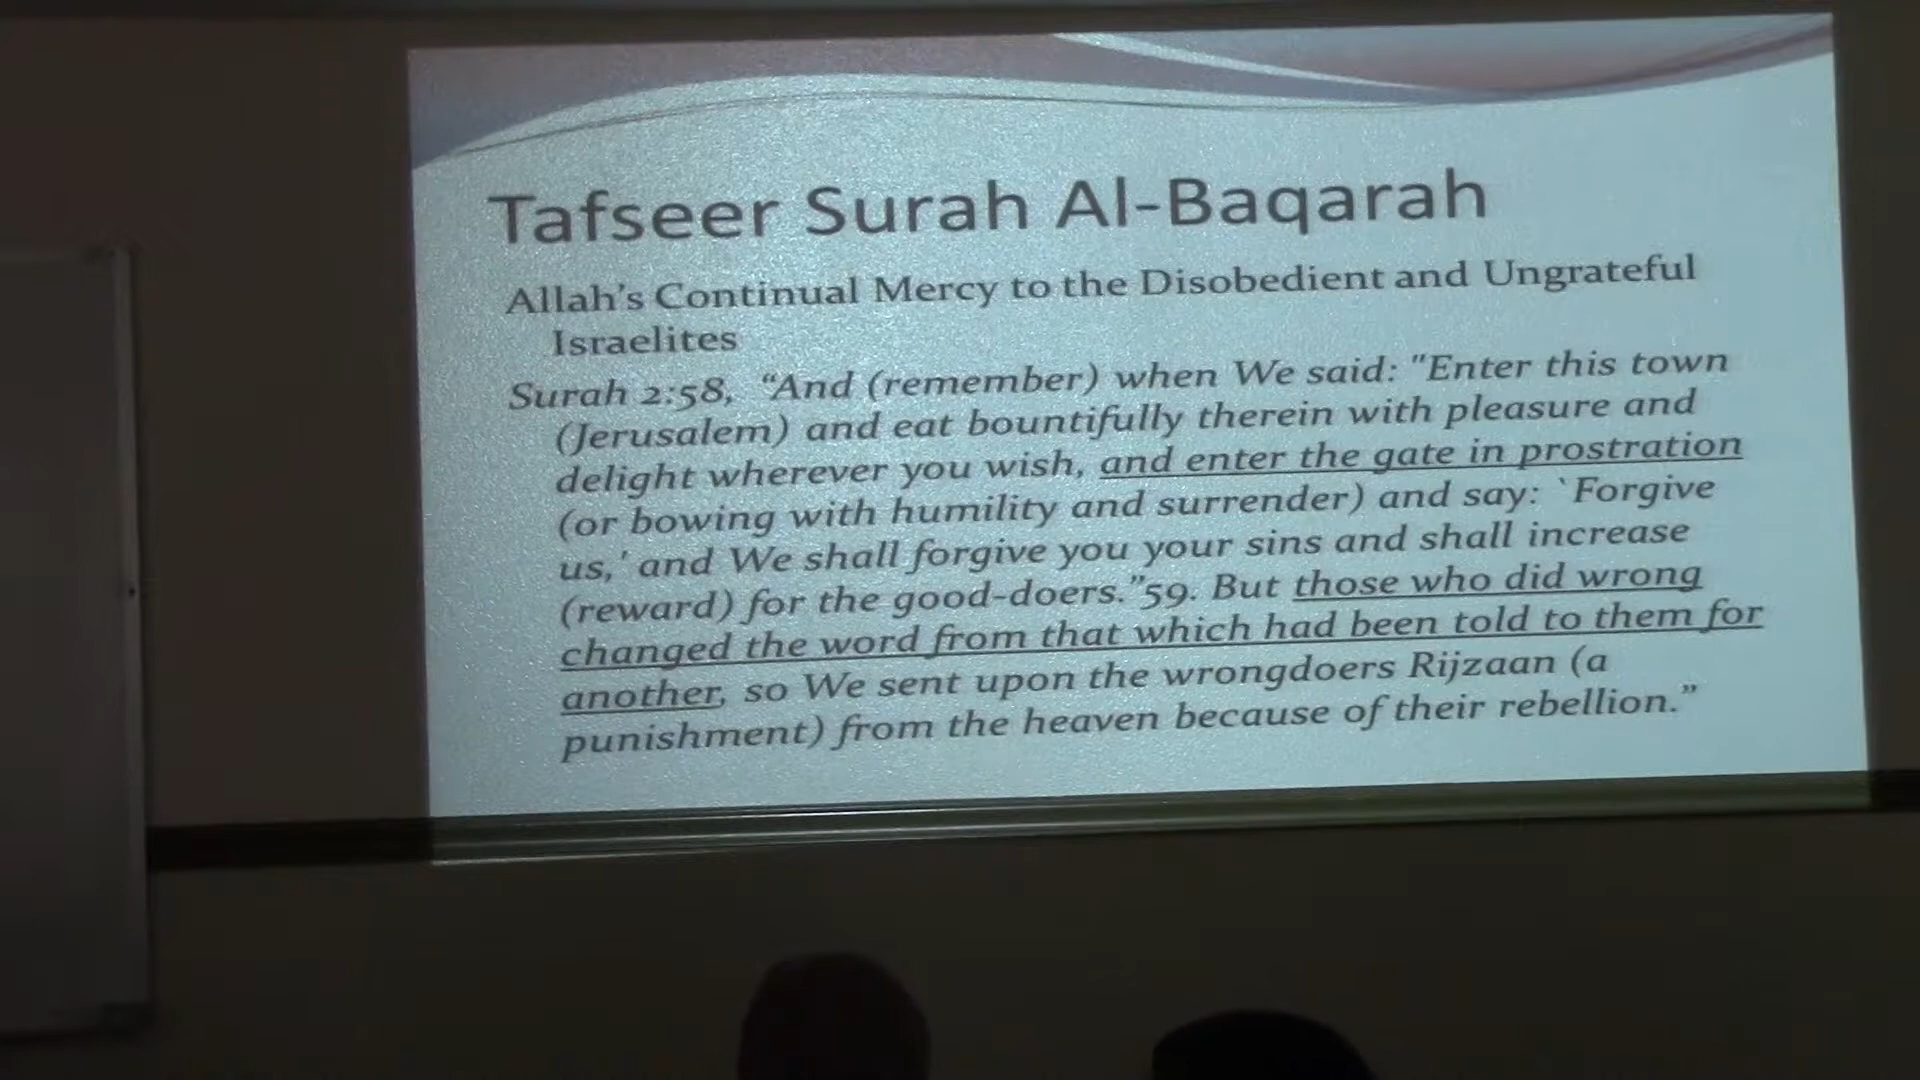 Tafseer Surah Al-Baqarah
Allah's Continual Mercy to the Disobedient and Ungrateful
Israelites
Surah 2:58, “And (remember) when We said: "Enter this town
(Jerusalem) and eat bountifully therein with pleasure and
delight wherever you wish, and enter the gate in prostration
(or bowing with humility and surrender) and say: `Forgive
us,' and We shall forgive you your sins and shall increase
(reward) for the good-doers.”59. But those who did wrong
changed the word from that which had been told to them for
another, so We sent upon the wrongdoers Rijzaan (a
punishment) from the heaven because of their rebellion.”